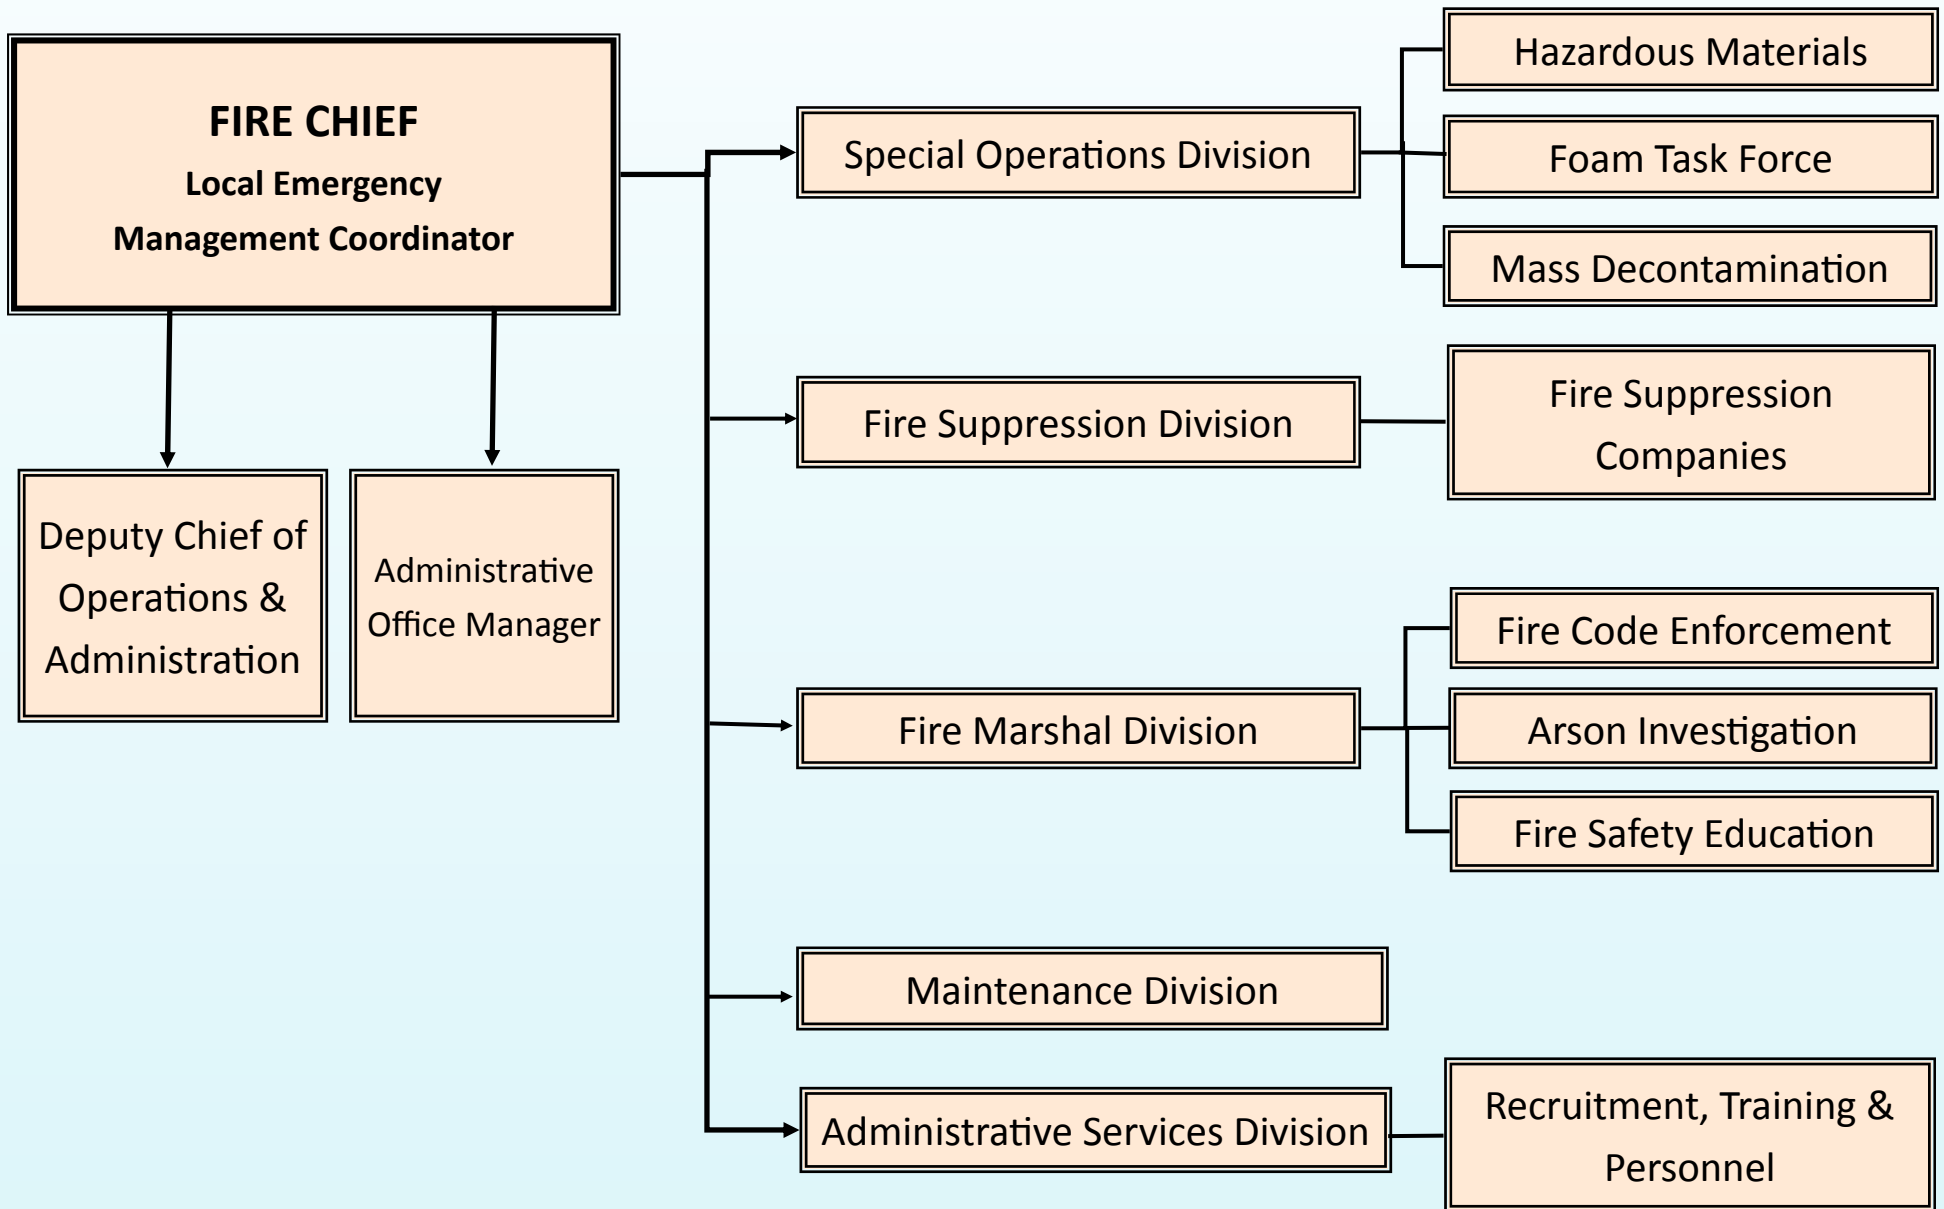 FIRE CHIEF
Local Emergency
Management Coordinator
Deputy Chief of
Operations &
Administration
Administrative
Office Manager
Special Operations Division
Hazardous Materials
Foam Task Force
Mass Decontamination
Fire Suppression Division
Fire Suppression
Companies
Fire Marshal Division
Fire Code Enforcement
Arson Investigation
Fire Safety Education
Maintenance Division
Administrative Services Division
Recruitment, Training &
Personnel